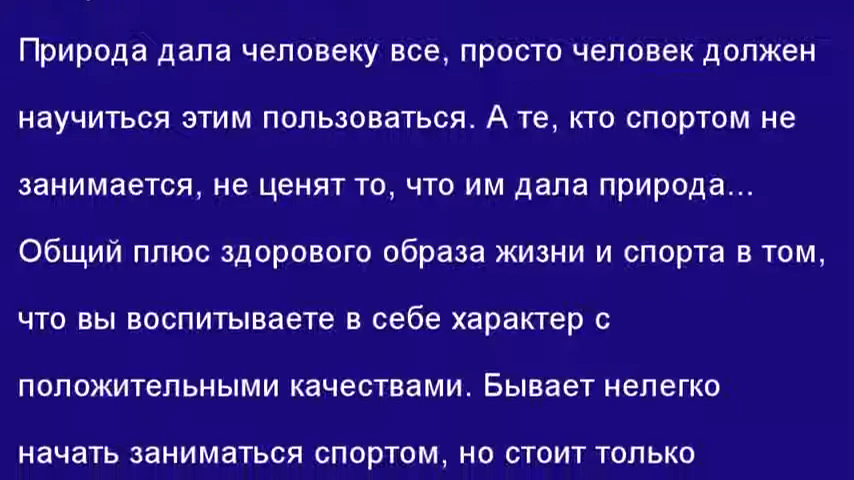 Природа дала человеку все, просто человек должен
научиться этим пользоваться. А те, кто спортом не
занимается, не ценят то, что им дала природа...
Общий плюс здорового образа жизни и спорта в том,
что вы воспитываете в себе характер с
положительными качествами. Бывает нелегко
начать заниматься спортом, но стоит только